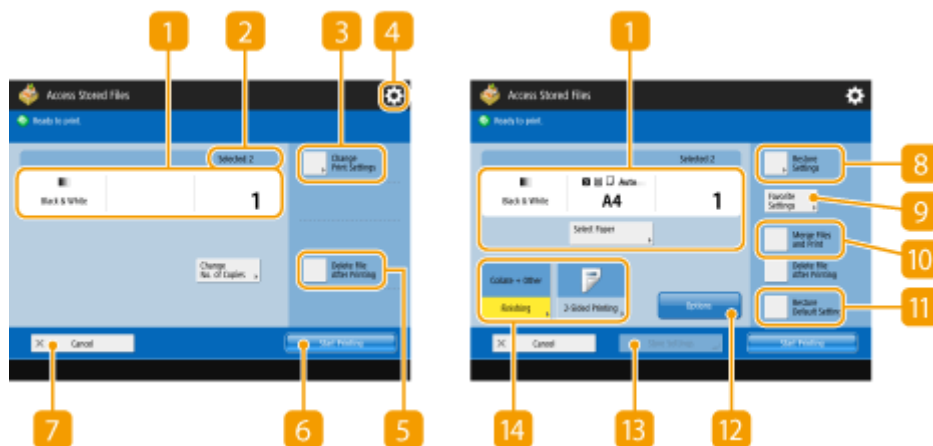 1
2
3
4
Access Stored Files
Ready to print.
Selected: 2
Change
Print Settings
Black & White
1
Change
No. of Copies
Delete File
After Printing
Cancel
Start Printing
7
6
5
1
Access Stored Files
Ready to print.
Selected: 2
Restore
Settings
8
Auto
Black & White
A4
1
Favorite
Settings
9
Select Paper
Merge Files
and Print
10
Collate + Other
Delete File
After Printing
Finishing
2-Sided Printing
Options
Restore
Default Settings
11
Cancel
Store Settings
Start Printing
14
13
12